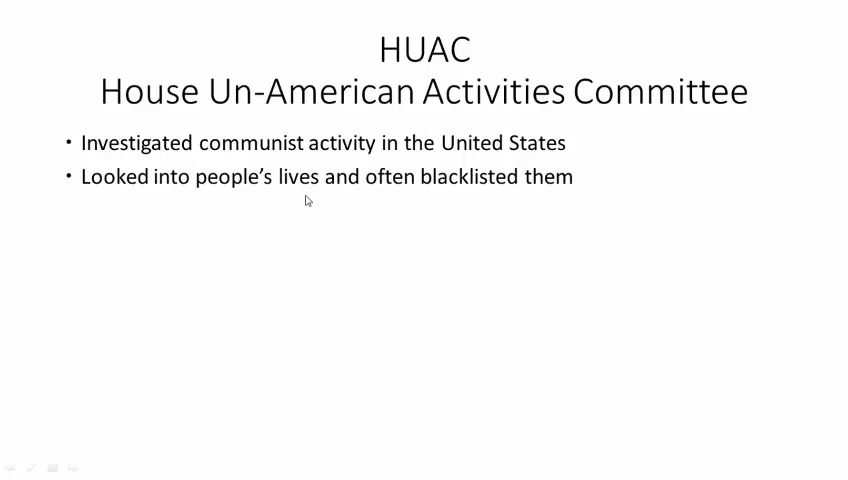 HUAC
House Un-American Activities Committee
• Investigated communist activity in the United States
• Looked into people's lives and often blacklisted them